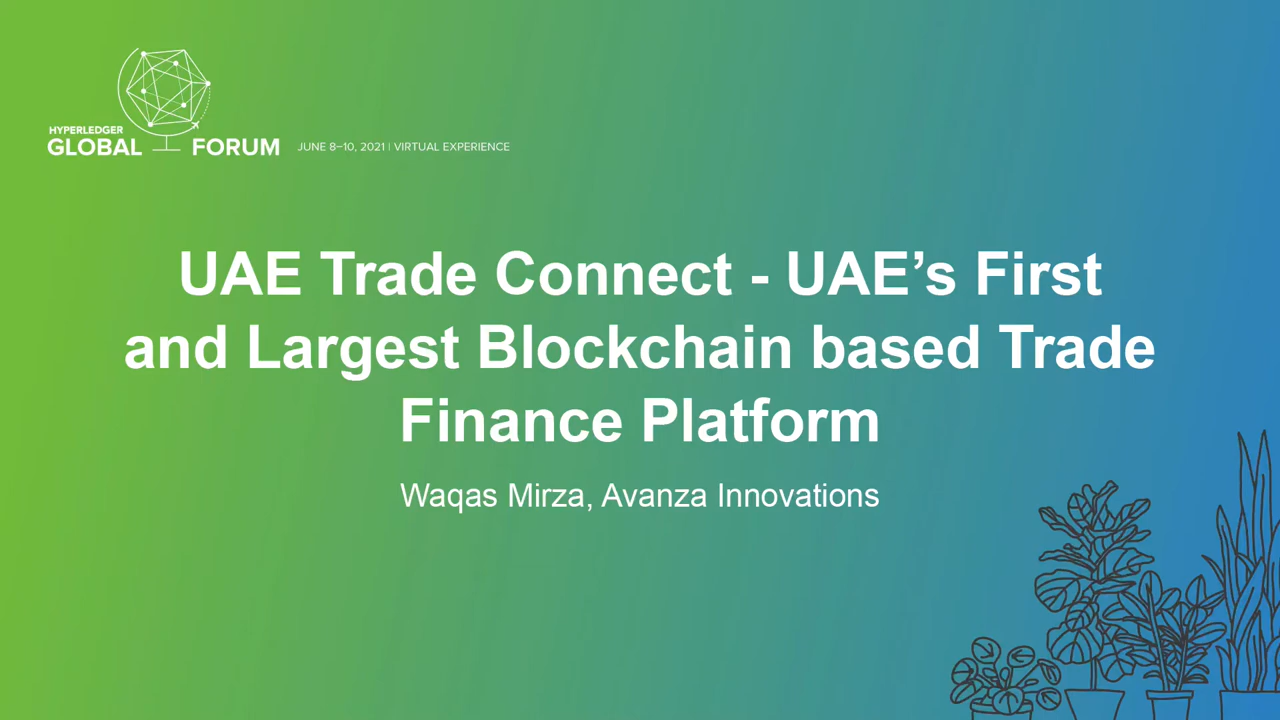 HYPERLEDGER
GLOBAL FORUM
JUNE 8–10, 2021 | VIRTUAL EXPERIENCE
UAE Trade Connect - UAE’s First
and Largest Blockchain based Trade
Finance Platform
Waqas Mirza, Avanza Innovations